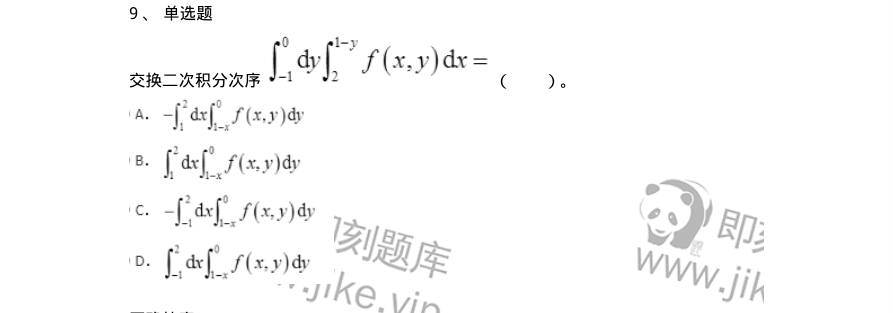 9、 单选题
交换二次积分次序 ∫_{-1}^{0} dy∫_{2}^{1-y} f(x,y)dx = （ ）。
A. -∫_{1}^{2} dx∫_{1-x}^{0} f(x,y)dy
B. ∫_{1}^{2} dx∫_{1-x}^{0} f(x,y)dy
C. -∫_{-1}^{2} dx∫_{1-x}^{0} f(x,y)dy
D. ∫_{-1}^{2} dx∫_{1-x}^{0} f(x,y)dy
刻题库
jike.vip
即刻
www.jik